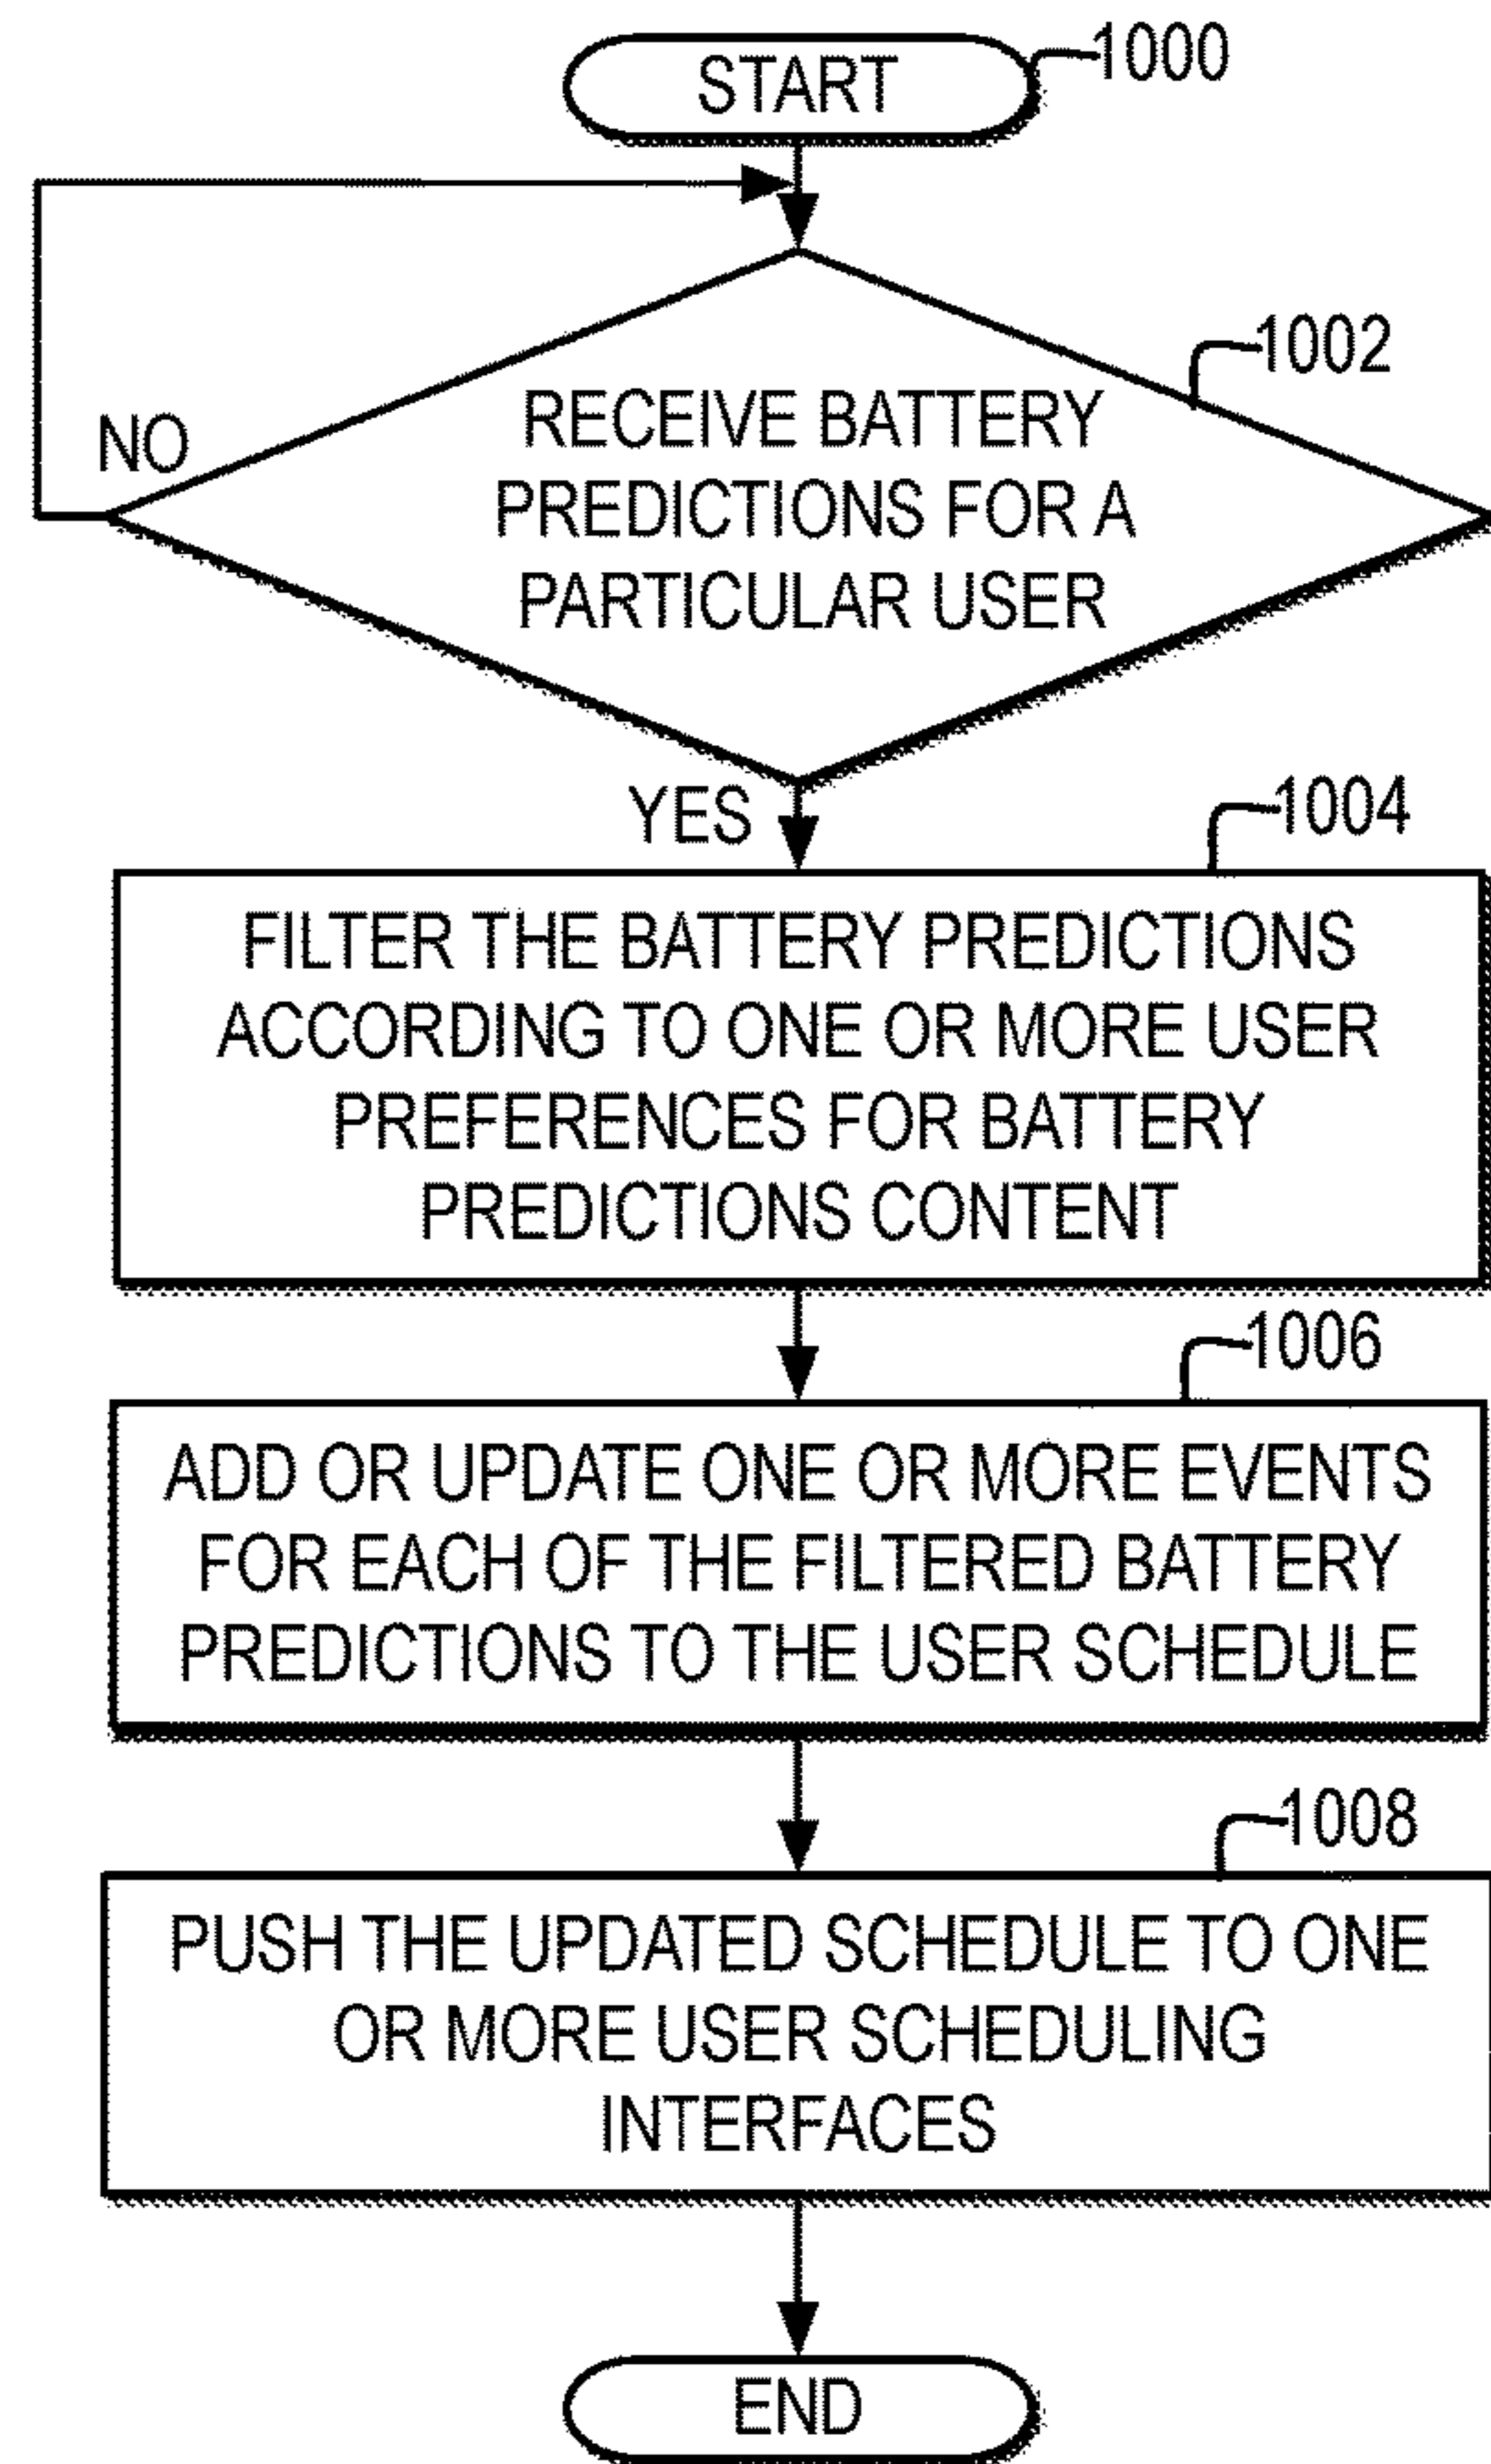 START
1000
1002
RECEIVE BATTERY
PREDICTIONS FOR A
PARTICULAR USER
NO
YES
1004
FILTER THE BATTERY PREDICTIONS
ACCORDING TO ONE OR MORE USER
PREFERENCES FOR BATTERY
PREDICTIONS CONTENT
1006
ADD OR UPDATE ONE OR MORE EVENTS
FOR EACH OF THE FILTERED BATTERY
PREDICTIONS TO THE USER SCHEDULE
1008
PUSH THE UPDATED SCHEDULE TO ONE
OR MORE USER SCHEDULING
INTERFACES
END